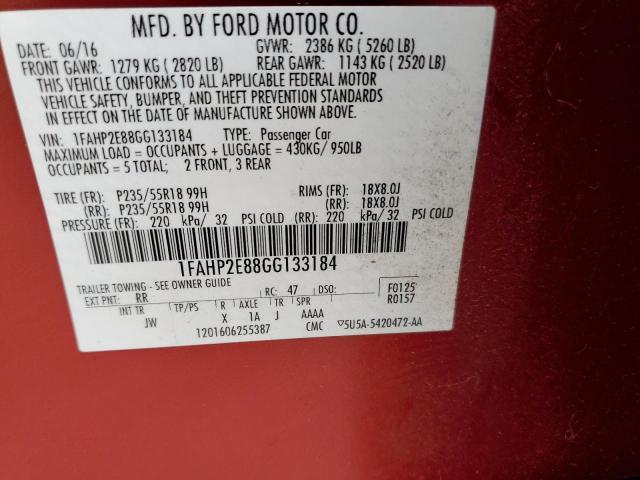 MFD. BY FORD MOTOR CO.
DATE: 06/16 GVWR: 2386 KG ( 5260 LB)
FRONT GAWR: 1279 KG ( 2820 LB) REAR GAWR: 1143 KG ( 2520 LB)
THIS VEHICLE CONFORMS TO ALL APPLICABLE FEDERAL MOTOR
VEHICLE SAFETY, BUMPER, AND THEFT PREVENTION STANDARDS
IN EFFECT ON THE DATE OF MANUFACTURE SHOWN ABOVE.
VIN: 1FAHP2E88GG133184 TYPE: Passenger Car
MAXIMUM LOAD = OCCUPANTS + LUGGAGE = 430KG/ 950LB
OCCUPANTS = 5 TOTAL; 2 FRONT, 3 REAR
TIRE (FR): P235/55R18 99H RIMS (FR): 18X8.0J
(RR): P235/55R18 99H (RR): 18X8.0J
PRESSURE (FR): 220 kPa/ 32 PSI COLD (RR): 220 kPa/ 32 PSI COLD
1FAHP2E88GG133184
TRAILER TOWING - SEE OWNER GUIDE
EXT PNT: RR RC: 47 DSO: F0125
INT TR TP/PS R AXLE TR SPR R0157
JW X 1A J AAAA
1201606255387 CMC ▽5U5A-5420472-AA